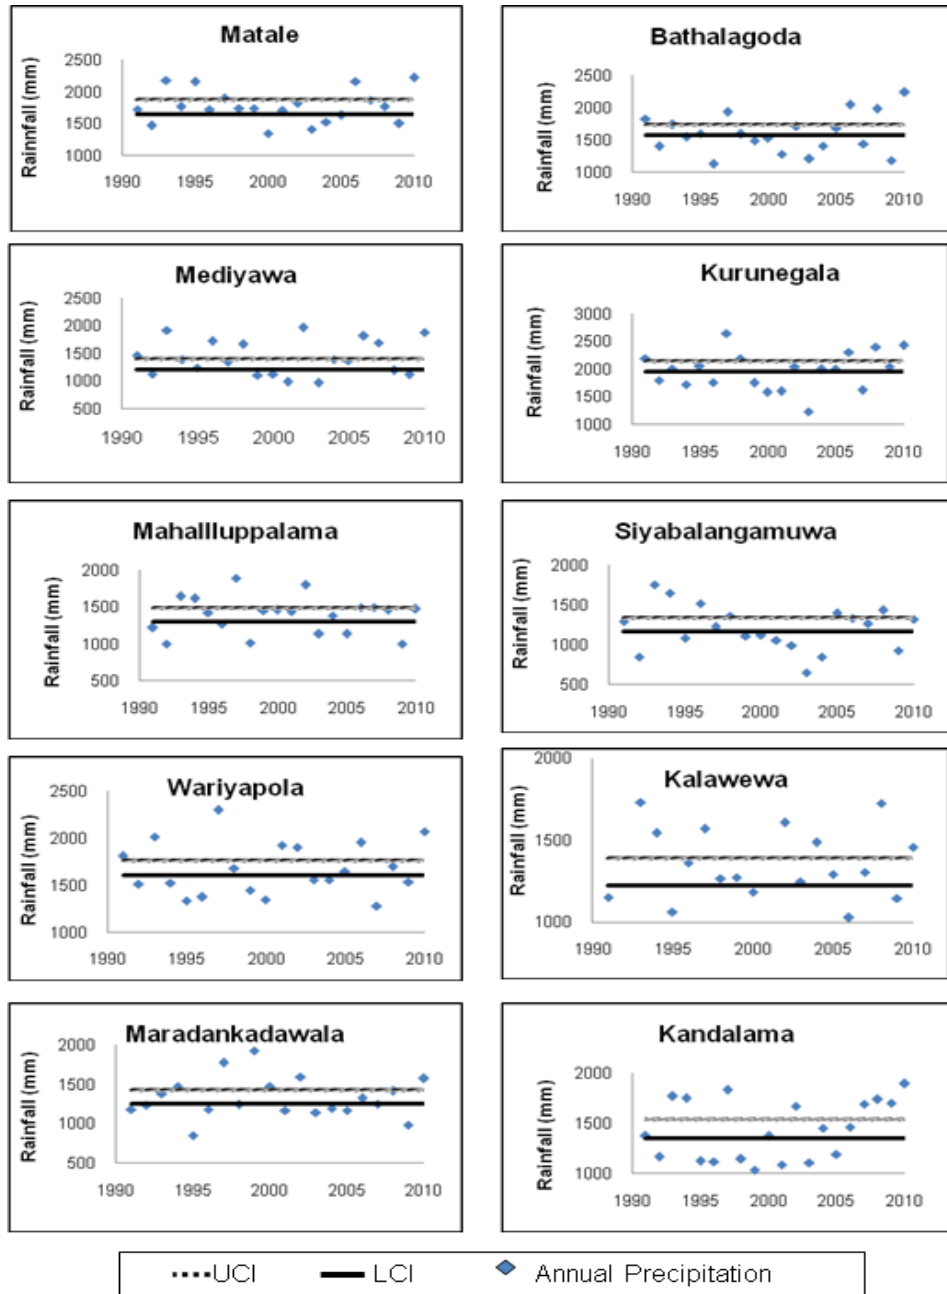 Matale
Rainnfall (mm)
2500
2000
1500
1000
1990 1995 2000 2005 2010
Bathalagoda
Rainfall (mm)
2500
2000
1500
1000
1990 1995 2000 2005 2010
Mediyawa
Rainfall (mm)
2500
2000
1500
1000
500
1990 1995 2000 2005 2010
Kurunegala
Rainfall (mm)
3000
2500
2000
1500
1000
1990 1995 2000 2005 2010
Mahallluppalama
Rainfall (mm)
2000
1500
1000
500
1990 1995 2000 2005 2010
Siyabalangamuwa
Rainfall (mm)
2000
1500
1000
500
1990 1995 2000 2005 2010
Wariyapola
Rainfall (mm)
2500
2000
1500
1000
1990 1995 2000 2005 2010
Kalawewa
Rainfall (mm)
2000
1500
1000
1990 1995 2000 2005 2010
Maradankadawala
Rainfall (mm)
2000
1500
1000
500
1990 1995 2000 2005 2010
Kandalama
Rainfall (mm)
2000
1500
1000
1990 1995 2000 2005 2010
UCI LCI Annual Precipitation